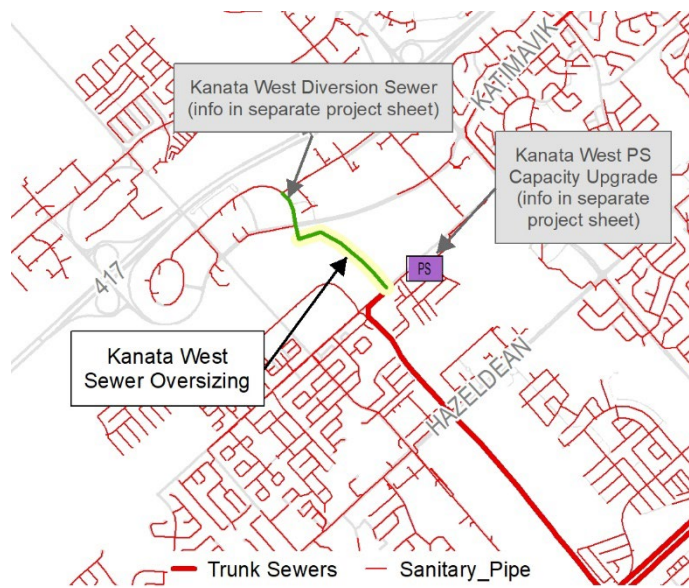 KATIMAVIK
Kanata West Diversion Sewer
(info in separate project sheet)
Kanata West PS
Capacity Upgrade
(info in separate
project sheet)
417
PS
Kanata West
Sewer Oversizing
HAZELDEAN
Trunk Sewers
Sanitary_Pipe